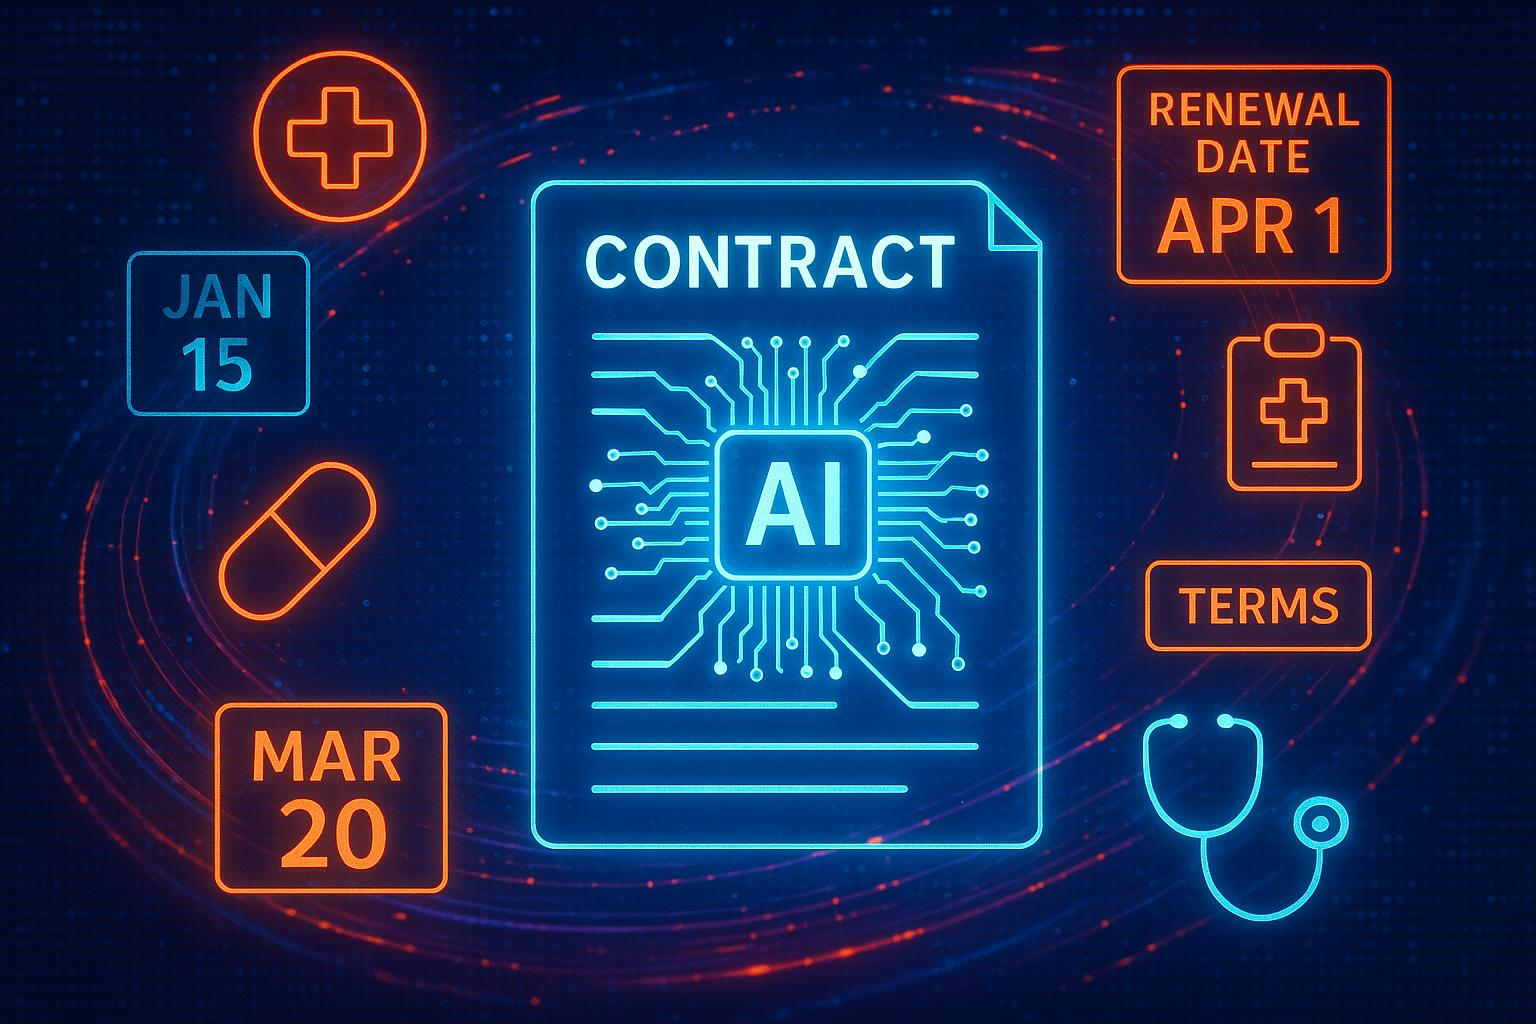 JAN
15
MAR
20
CONTRACT
AI
RENEWAL
DATE
APR 1
TERMS